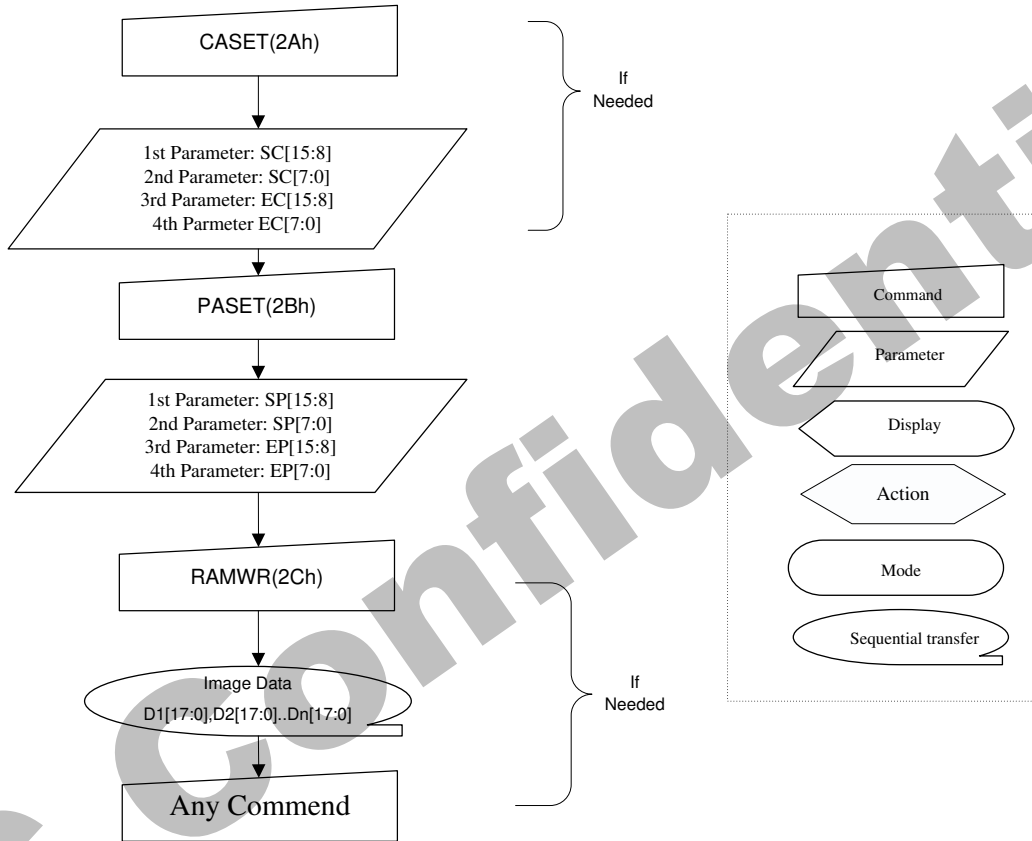 CASET(2Ah)
If
Needed
1st Parameter: SC[15:8]
2nd Parameter: SC[7:0]
3rd Parameter: EC[15:8]
4th Parmeter EC[7:0]
PASET(2Bh)
1st Parameter: SP[15:8]
2nd Parameter: SP[7:0]
3rd Parameter: EP[15:8]
4th Parameter: EP[7:0]
RAMWR(2Ch)
Image Data
D1[17:0],D2[17:0]..Dn[17:0]
If
Needed
Any Commend
Command
Parameter
Display
Action
Mode
Sequential transfer
Confidenti